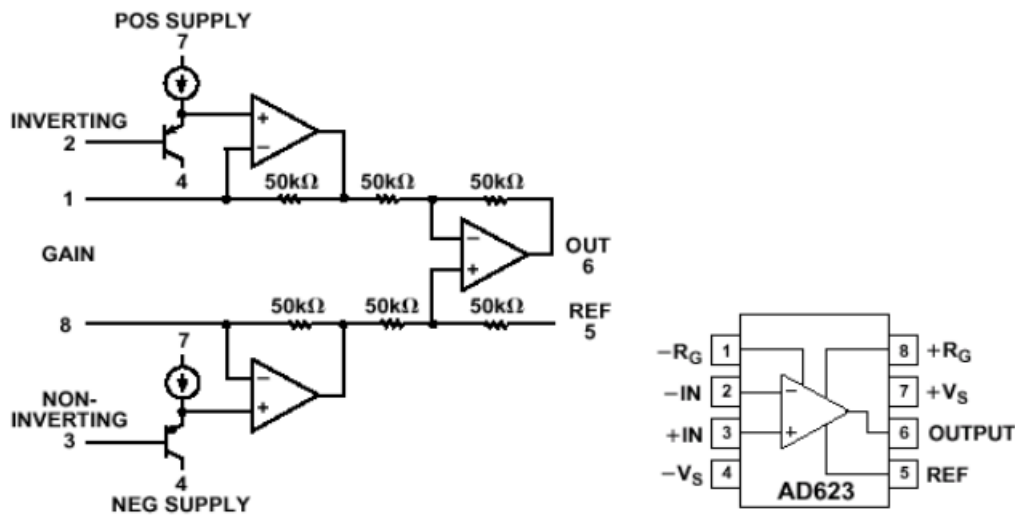 POS SUPPLY
7
INVERTING
2
4
50kΩ 50kΩ 50kΩ
1
GAIN
OUT
6
50kΩ 50kΩ 50kΩ
8
REF
5
7
NON-
INVERTING
3
4
NEG SUPPLY
+
−
−
+
−
+
−RG 1
8 +RG
−IN 2
7 +VS
+IN 3
6 OUTPUT
−VS 4
5 REF
−
+
AD623